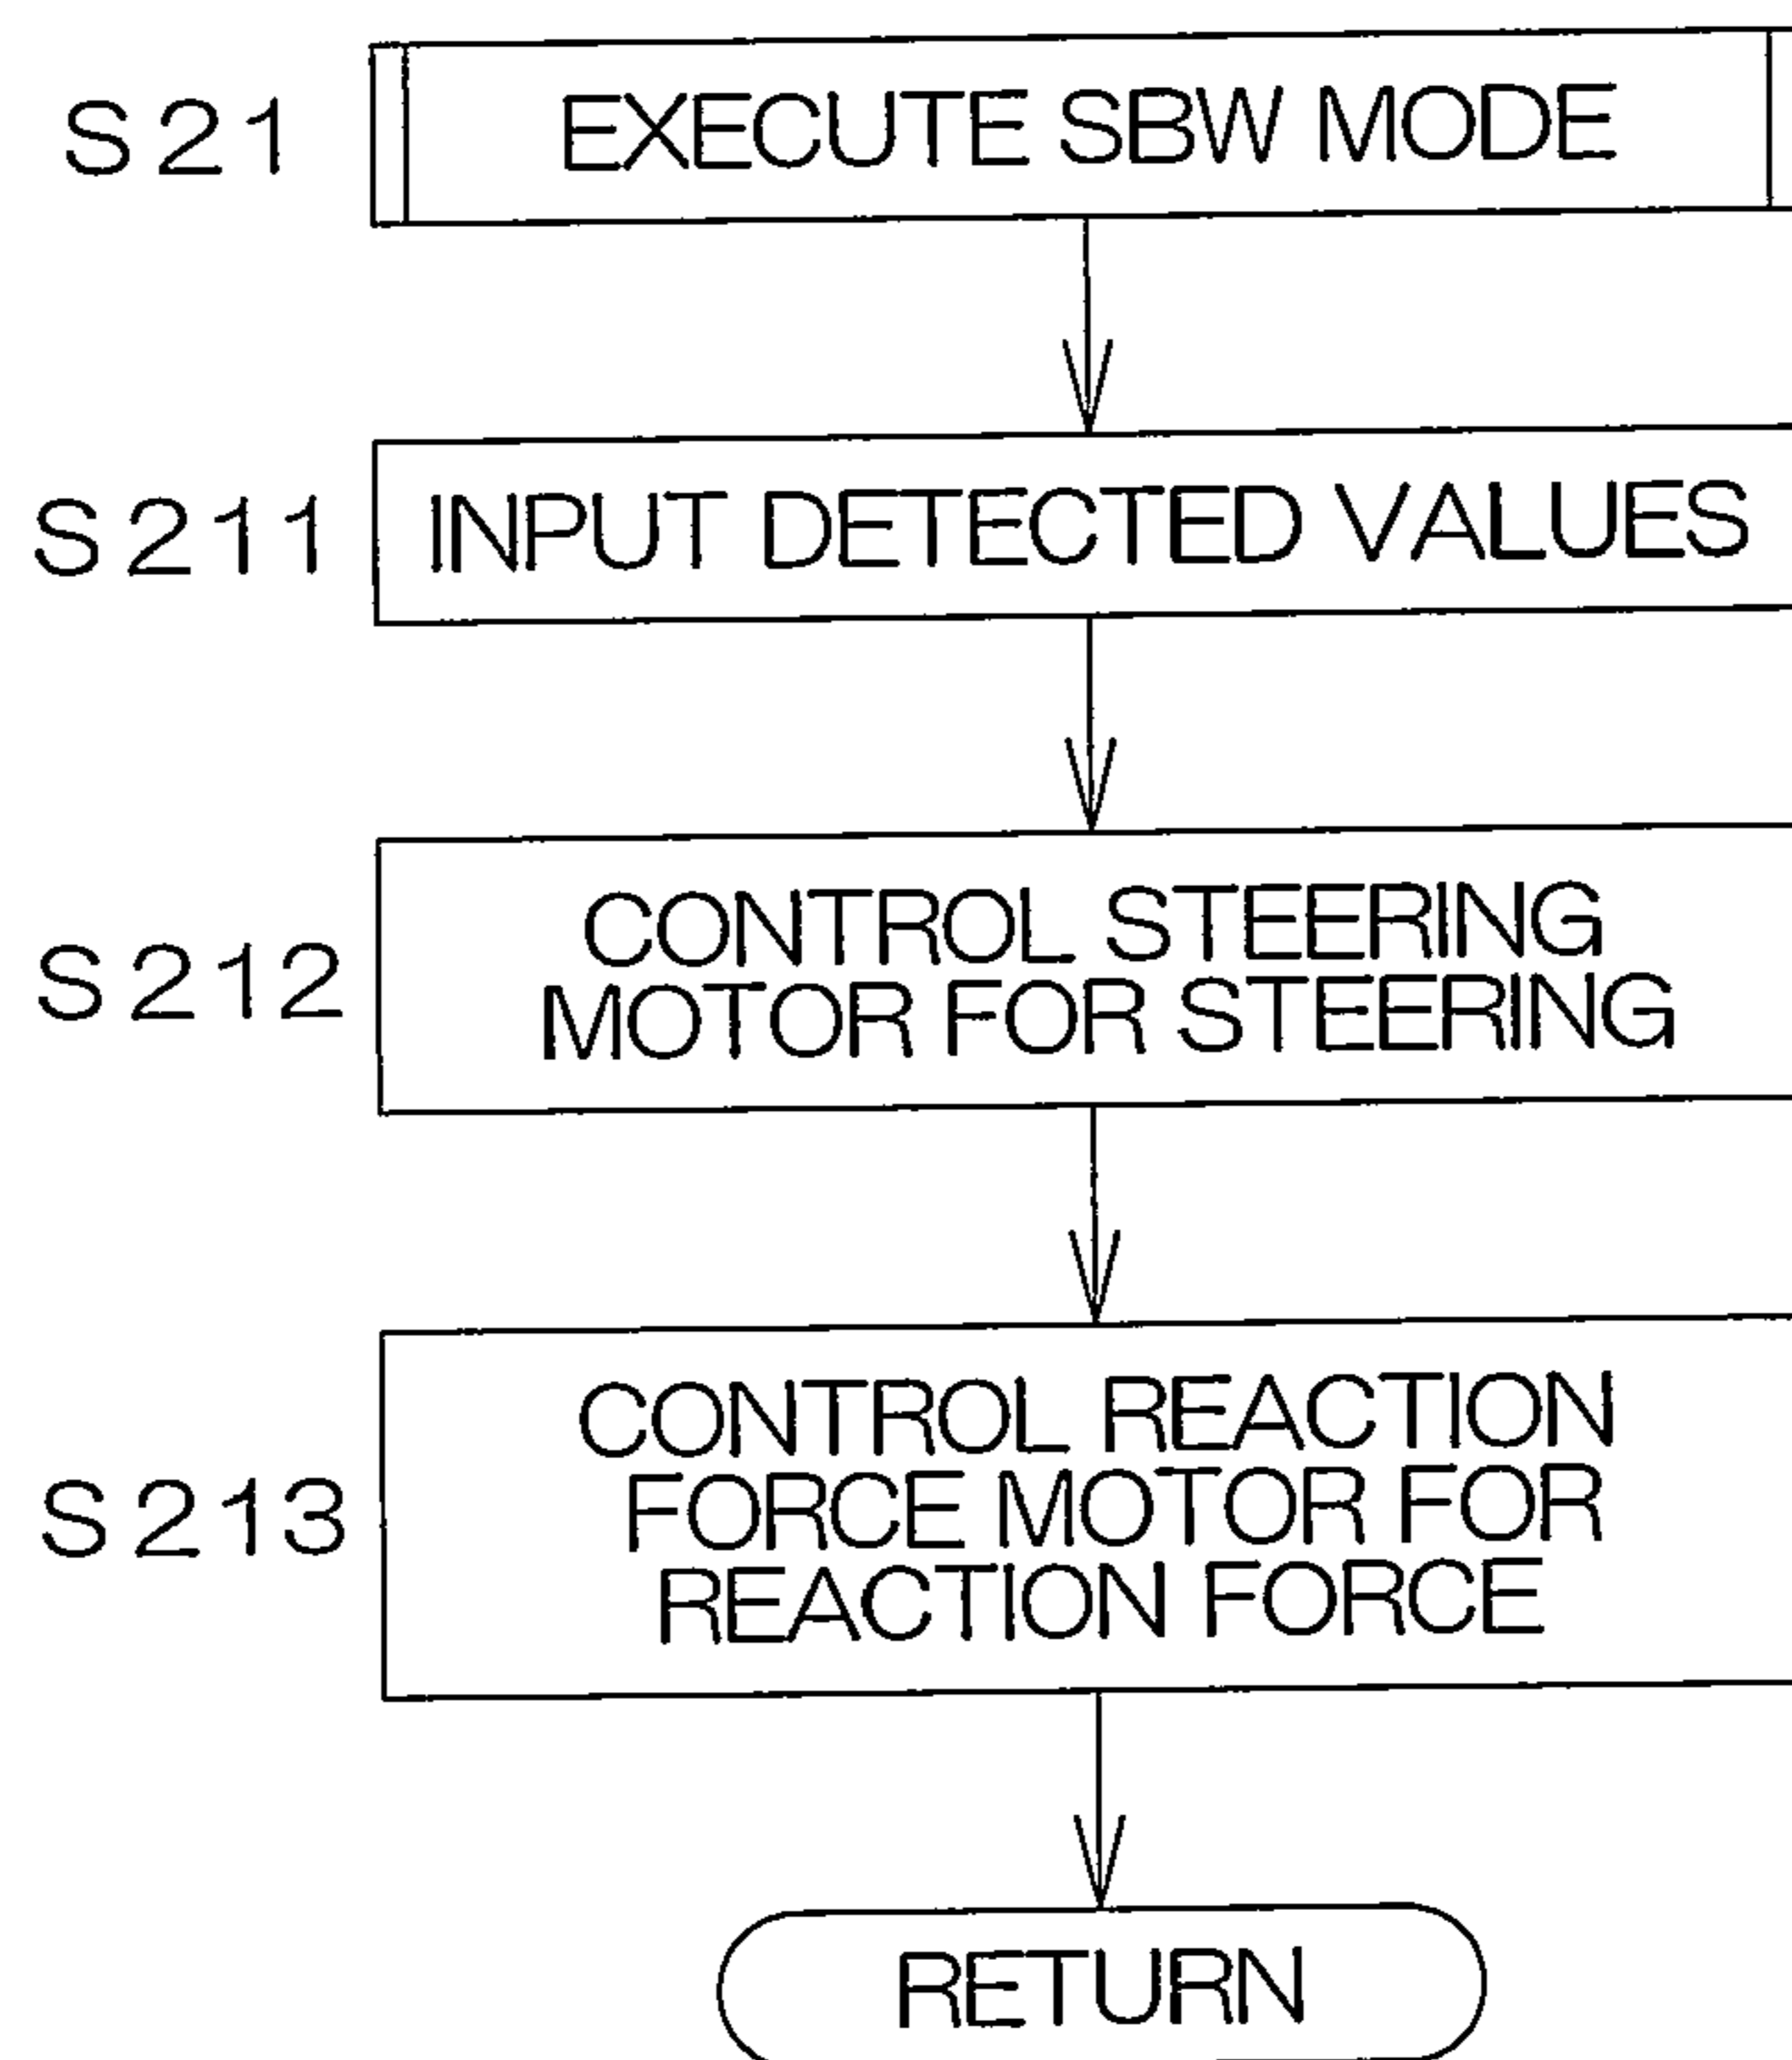 S21
EXECUTE SBW MODE
S211
INPUT DETECTED VALUES
S212
CONTROL STEERING
MOTOR FOR STEERING
S213
CONTROL REACTION
FORCE MOTOR FOR
REACTION FORCE
RETURN